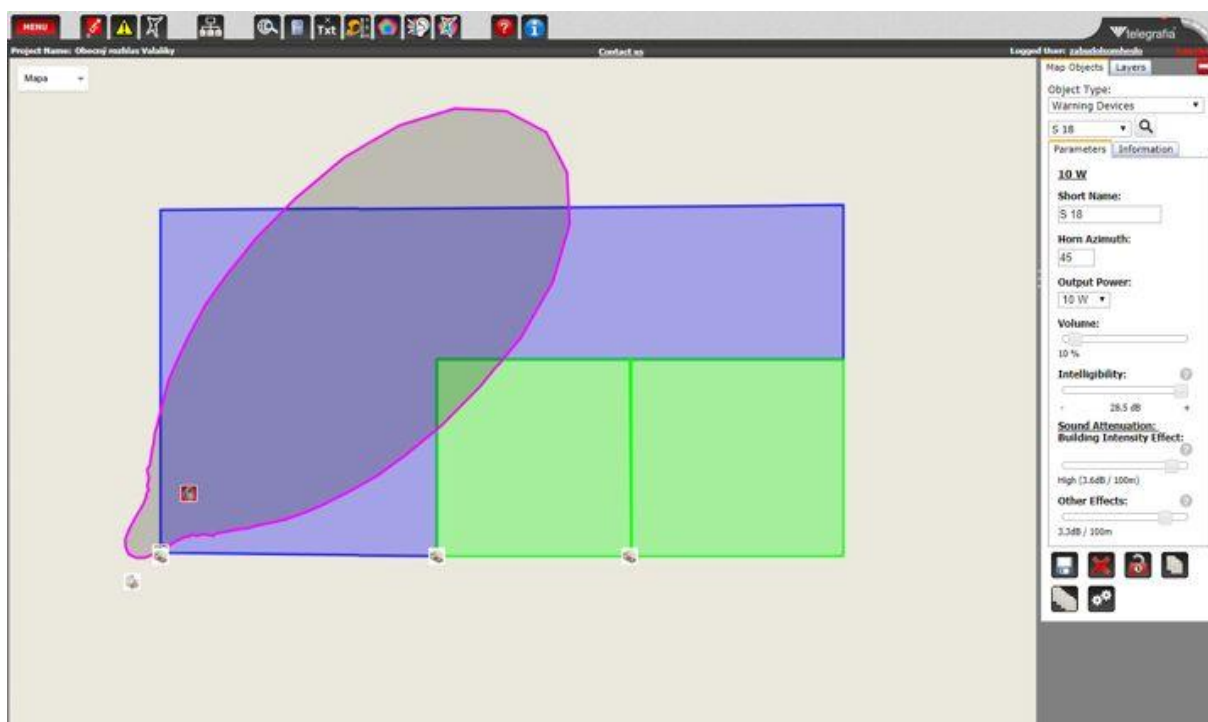 MENU
Txt
telegrafia
Project Name: Obecný rozhlas Valaliky
Contact us
Logged User:
Mapa
Map Objects Layers
Object Type:
Warning Devices
S 18
Parameters Information
10 W
Short Name:
S 18
Horn Azimuth:
45
Output Power:
10 W
Volume:
10 %
Intelligibility:
- 28,5 dB +
Sound Attenuation:
Building Intensity Effect:
High (3.6dB / 100m)
Other Effects:
3,3dB / 100m